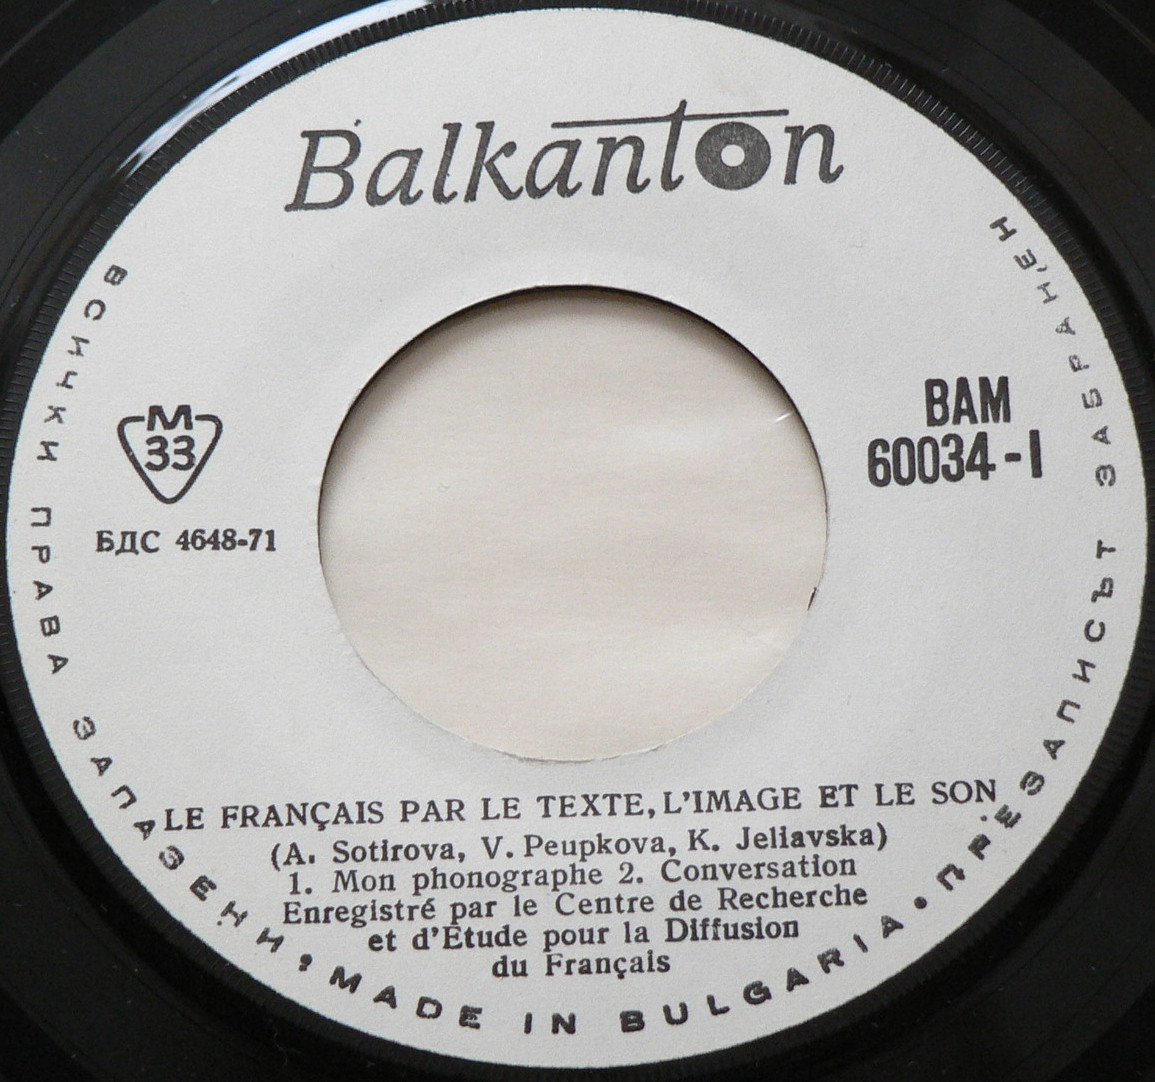 Balkanton
M
33
БДС 4648-71
ВАМ
60034-I
LE FRANÇAIS PAR LE TEXTE, L'IMAGE ET LE SON
(A. Sotirova, V. Peupkova, K. Jeliavska)
1. Mon phonographe 2. Conversation
Enregistré par le Centre de Recherche
et d'Étude pour la Diffusion
du Français
ВСИЧКИ ПРАВА ЗАПАЗЕНИ • MADE IN BULGARIA • ПРЕЗАПИСЪТ ЗАБРАНЕН